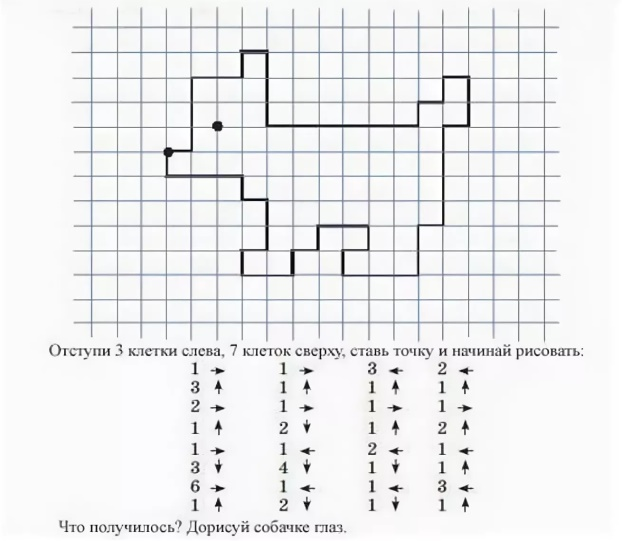 Отступи 3 клетки слева, 7 клеток сверху, ставь точку и начинай рисовать:
1 → 1 → 3 ← 2 ←
3 ↑ 1 ↑ 1 ↑ 1 ↑
2 → 1 → 1 → 1 →
1 ↑ 2 ↓ 1 ↑ 2 ↑
1 → 1 ← 2 ← 1 ←
3 ↓ 4 ↓ 1 ↓ 1 ↑
6 → 1 ← 1 ← 3 ←
1 ↑ 2 ↓ 1 ↓ 1 ↑
Что получилось? Дорисуй собачке глаз.